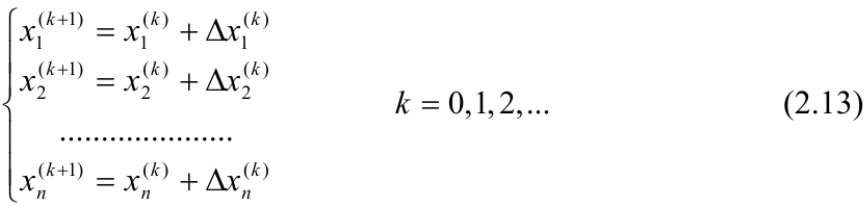 x_1^{(k+1)} = x_1^{(k)} + Δx_1^{(k)}
x_2^{(k+1)} = x_2^{(k)} + Δx_2^{(k)}
k = 0,1,2,... (2.13)
.....................
x_n^{(k+1)} = x_n^{(k)} + Δx_n^{(k)}